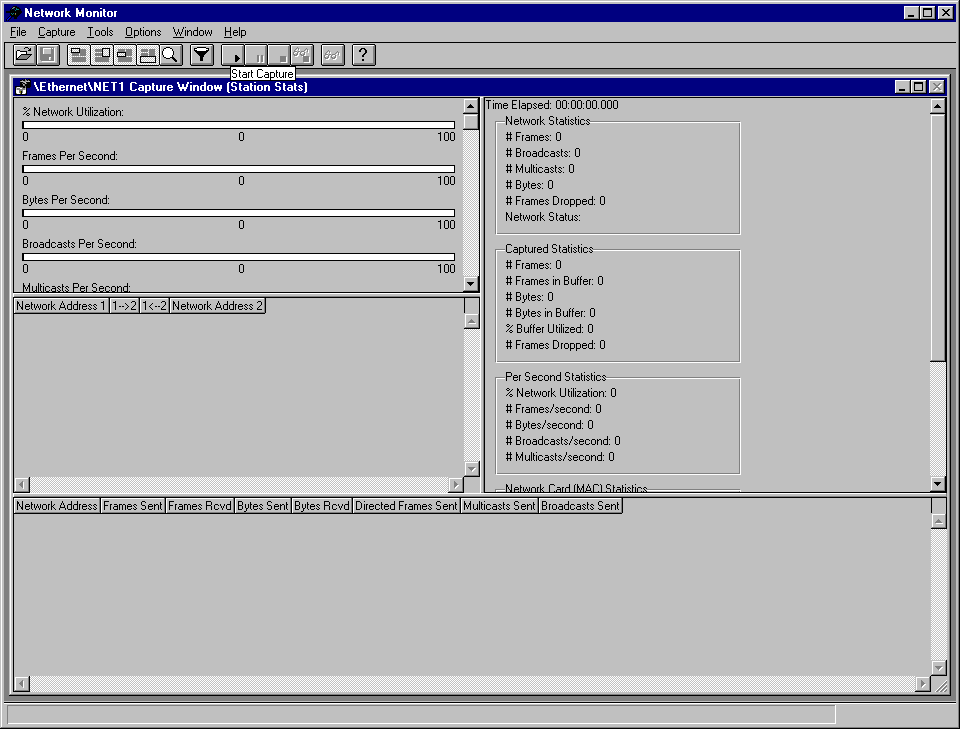 Network Monitor
File Capture Tools Options Window Help
?
Start Capture
\Ethernet\NET1 Capture Window (Station Stats)
% Network Utilization:
0 0 100
Frames Per Second:
0 0 100
Bytes Per Second:
0 0 100
Broadcasts Per Second:
0 0 100
Multicasts Per Second:
Network Address 1 1-->2 1<--2 Network Address 2
Time Elapsed: 00:00:00.000
Network Statistics
# Frames: 0
# Broadcasts: 0
# Multicasts: 0
# Bytes: 0
# Frames Dropped: 0
Network Status:
Captured Statistics
# Frames: 0
# Frames in Buffer: 0
# Bytes: 0
# Bytes in Buffer: 0
% Buffer Utilized: 0
# Frames Dropped: 0
Per Second Statistics
% Network Utilization: 0
# Frames/second: 0
# Bytes/second: 0
# Broadcasts/second: 0
# Multicasts/second: 0
Network Card (MAC) Statistics
Network Address Frames Sent Frames Rcvd Bytes Sent Bytes Rcvd Directed Frames Sent Multicasts Sent Broadcasts Sent